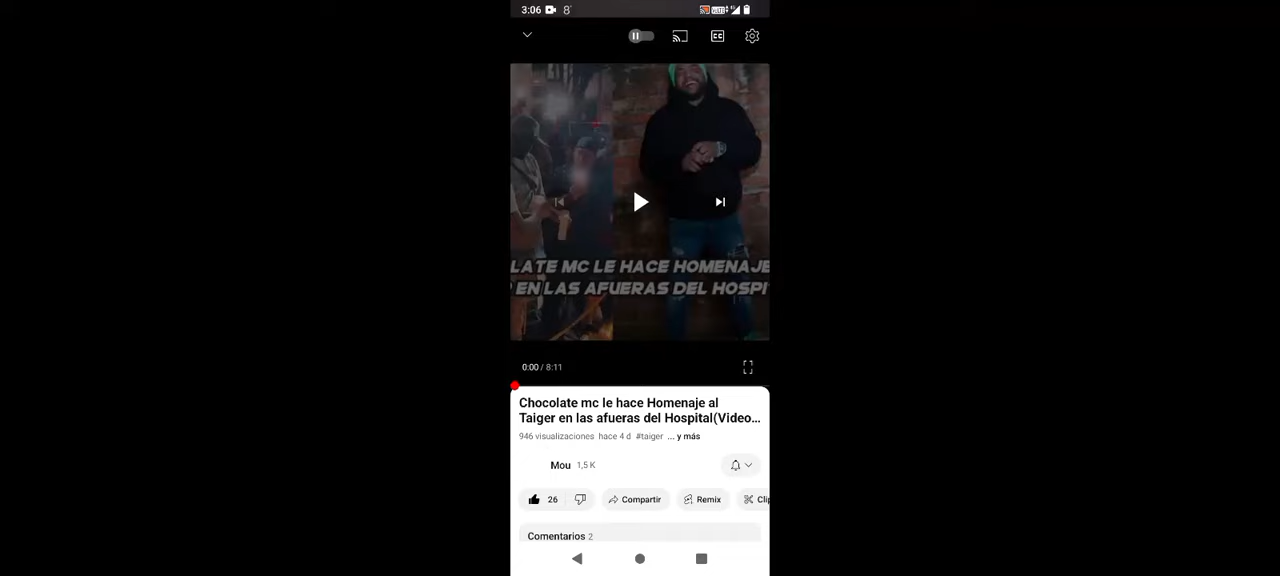 3:06
LATE MC LE HACE HOMENAJE
EN LAS AFUERAS DEL HOSPI
0:00 / 8:11
Chocolate mc le hace Homenaje al
Taiger en las afueras del Hospital(Video...
946 visualizaciones hace 4 d #taiger ... y más
Mou 1,5 K
26 Compartir Remix Clip
Comentarios 2